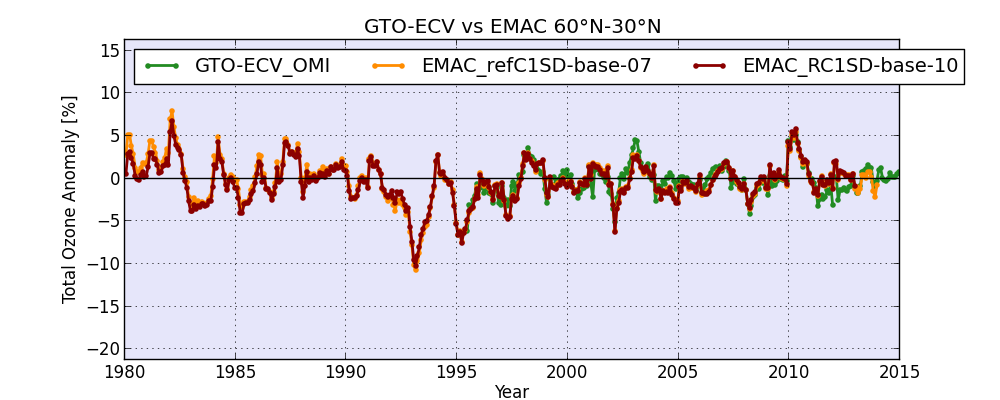 GTO-ECV vs EMAC 60°N-30°N
GTO-ECV_OMI EMAC_refC1SD-base-07 EMAC_RC1SD-base-10
Total Ozone Anomaly [%]
15
10
5
0
−5
−10
−15
−20
1980 1985 1990 1995 2000 2005 2010 2015
Year